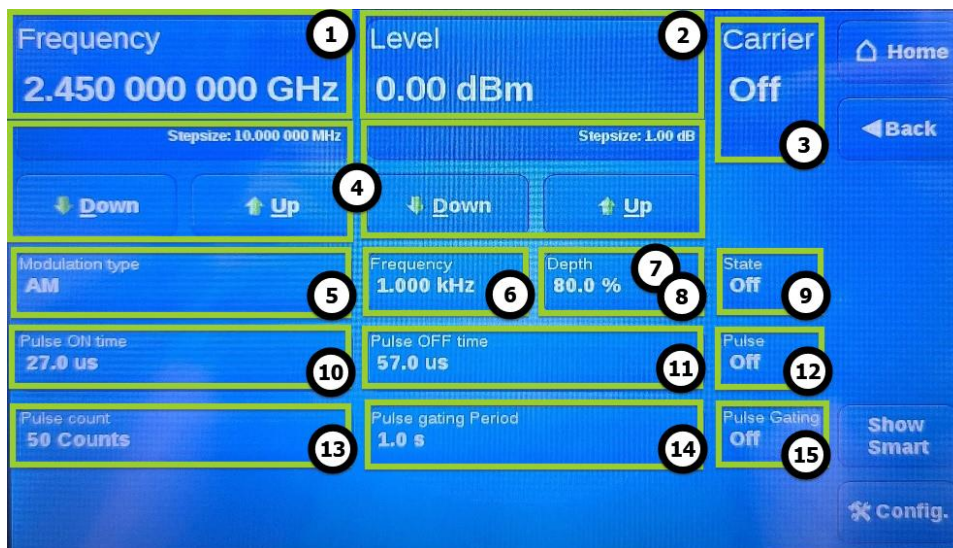 Frequency
1
2.450 000 000 GHz
Level
2
0.00 dBm
Carrier
Off
3
Home
Back
Stepsize: 10.000 000 MHz
Down
Up
4
Stepsize: 1.00 dB
Down
Up
Modulation type
AM
5
Frequency
1.000 kHz
6
Depth
80.0 %
7
8
State
Off
9
Pulse ON time
27.0 us
10
Pulse OFF time
57.0 us
11
Pulse
Off
12
Pulse count
50 Counts
13
Pulse gating Period
1.0 s
14
Pulse Gating
Off
15
Show
Smart
Config.